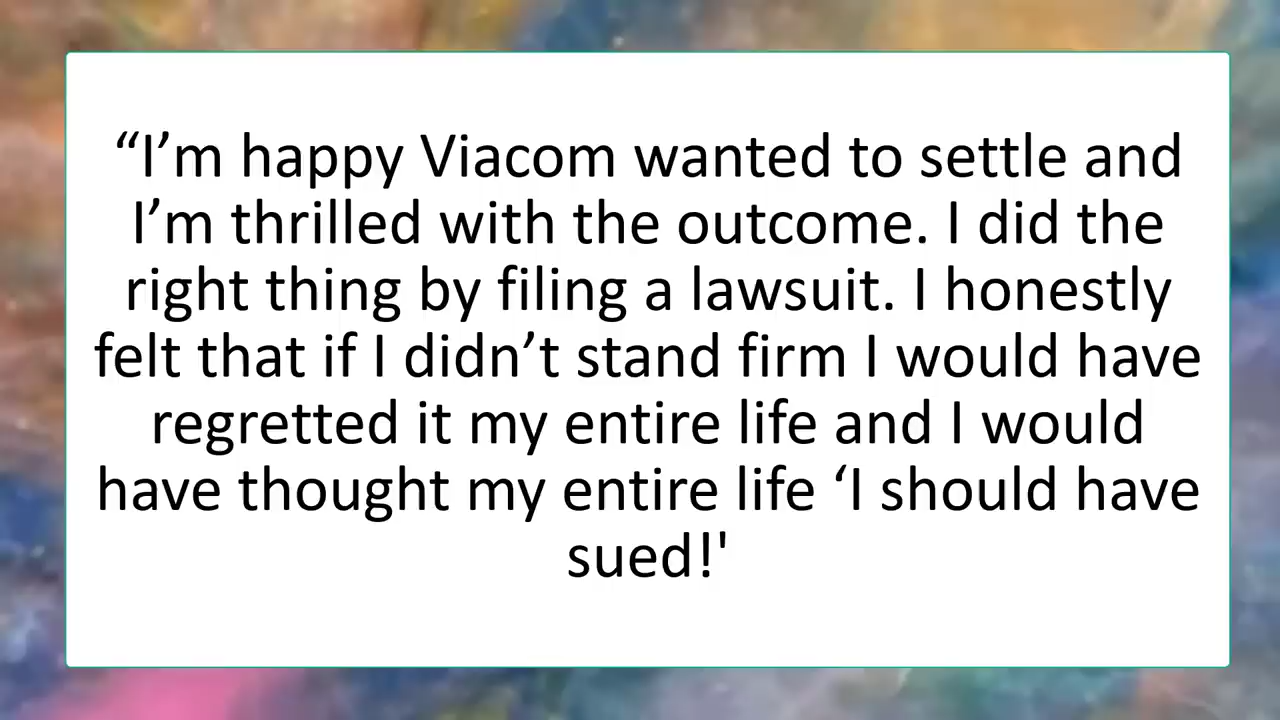 “I’m happy Viacom wanted to settle and
I’m thrilled with the outcome. I did the
right thing by filing a lawsuit. I honestly
felt that if I didn’t stand firm I would have
regretted it my entire life and I would
have thought my entire life ‘I should have
sued!'